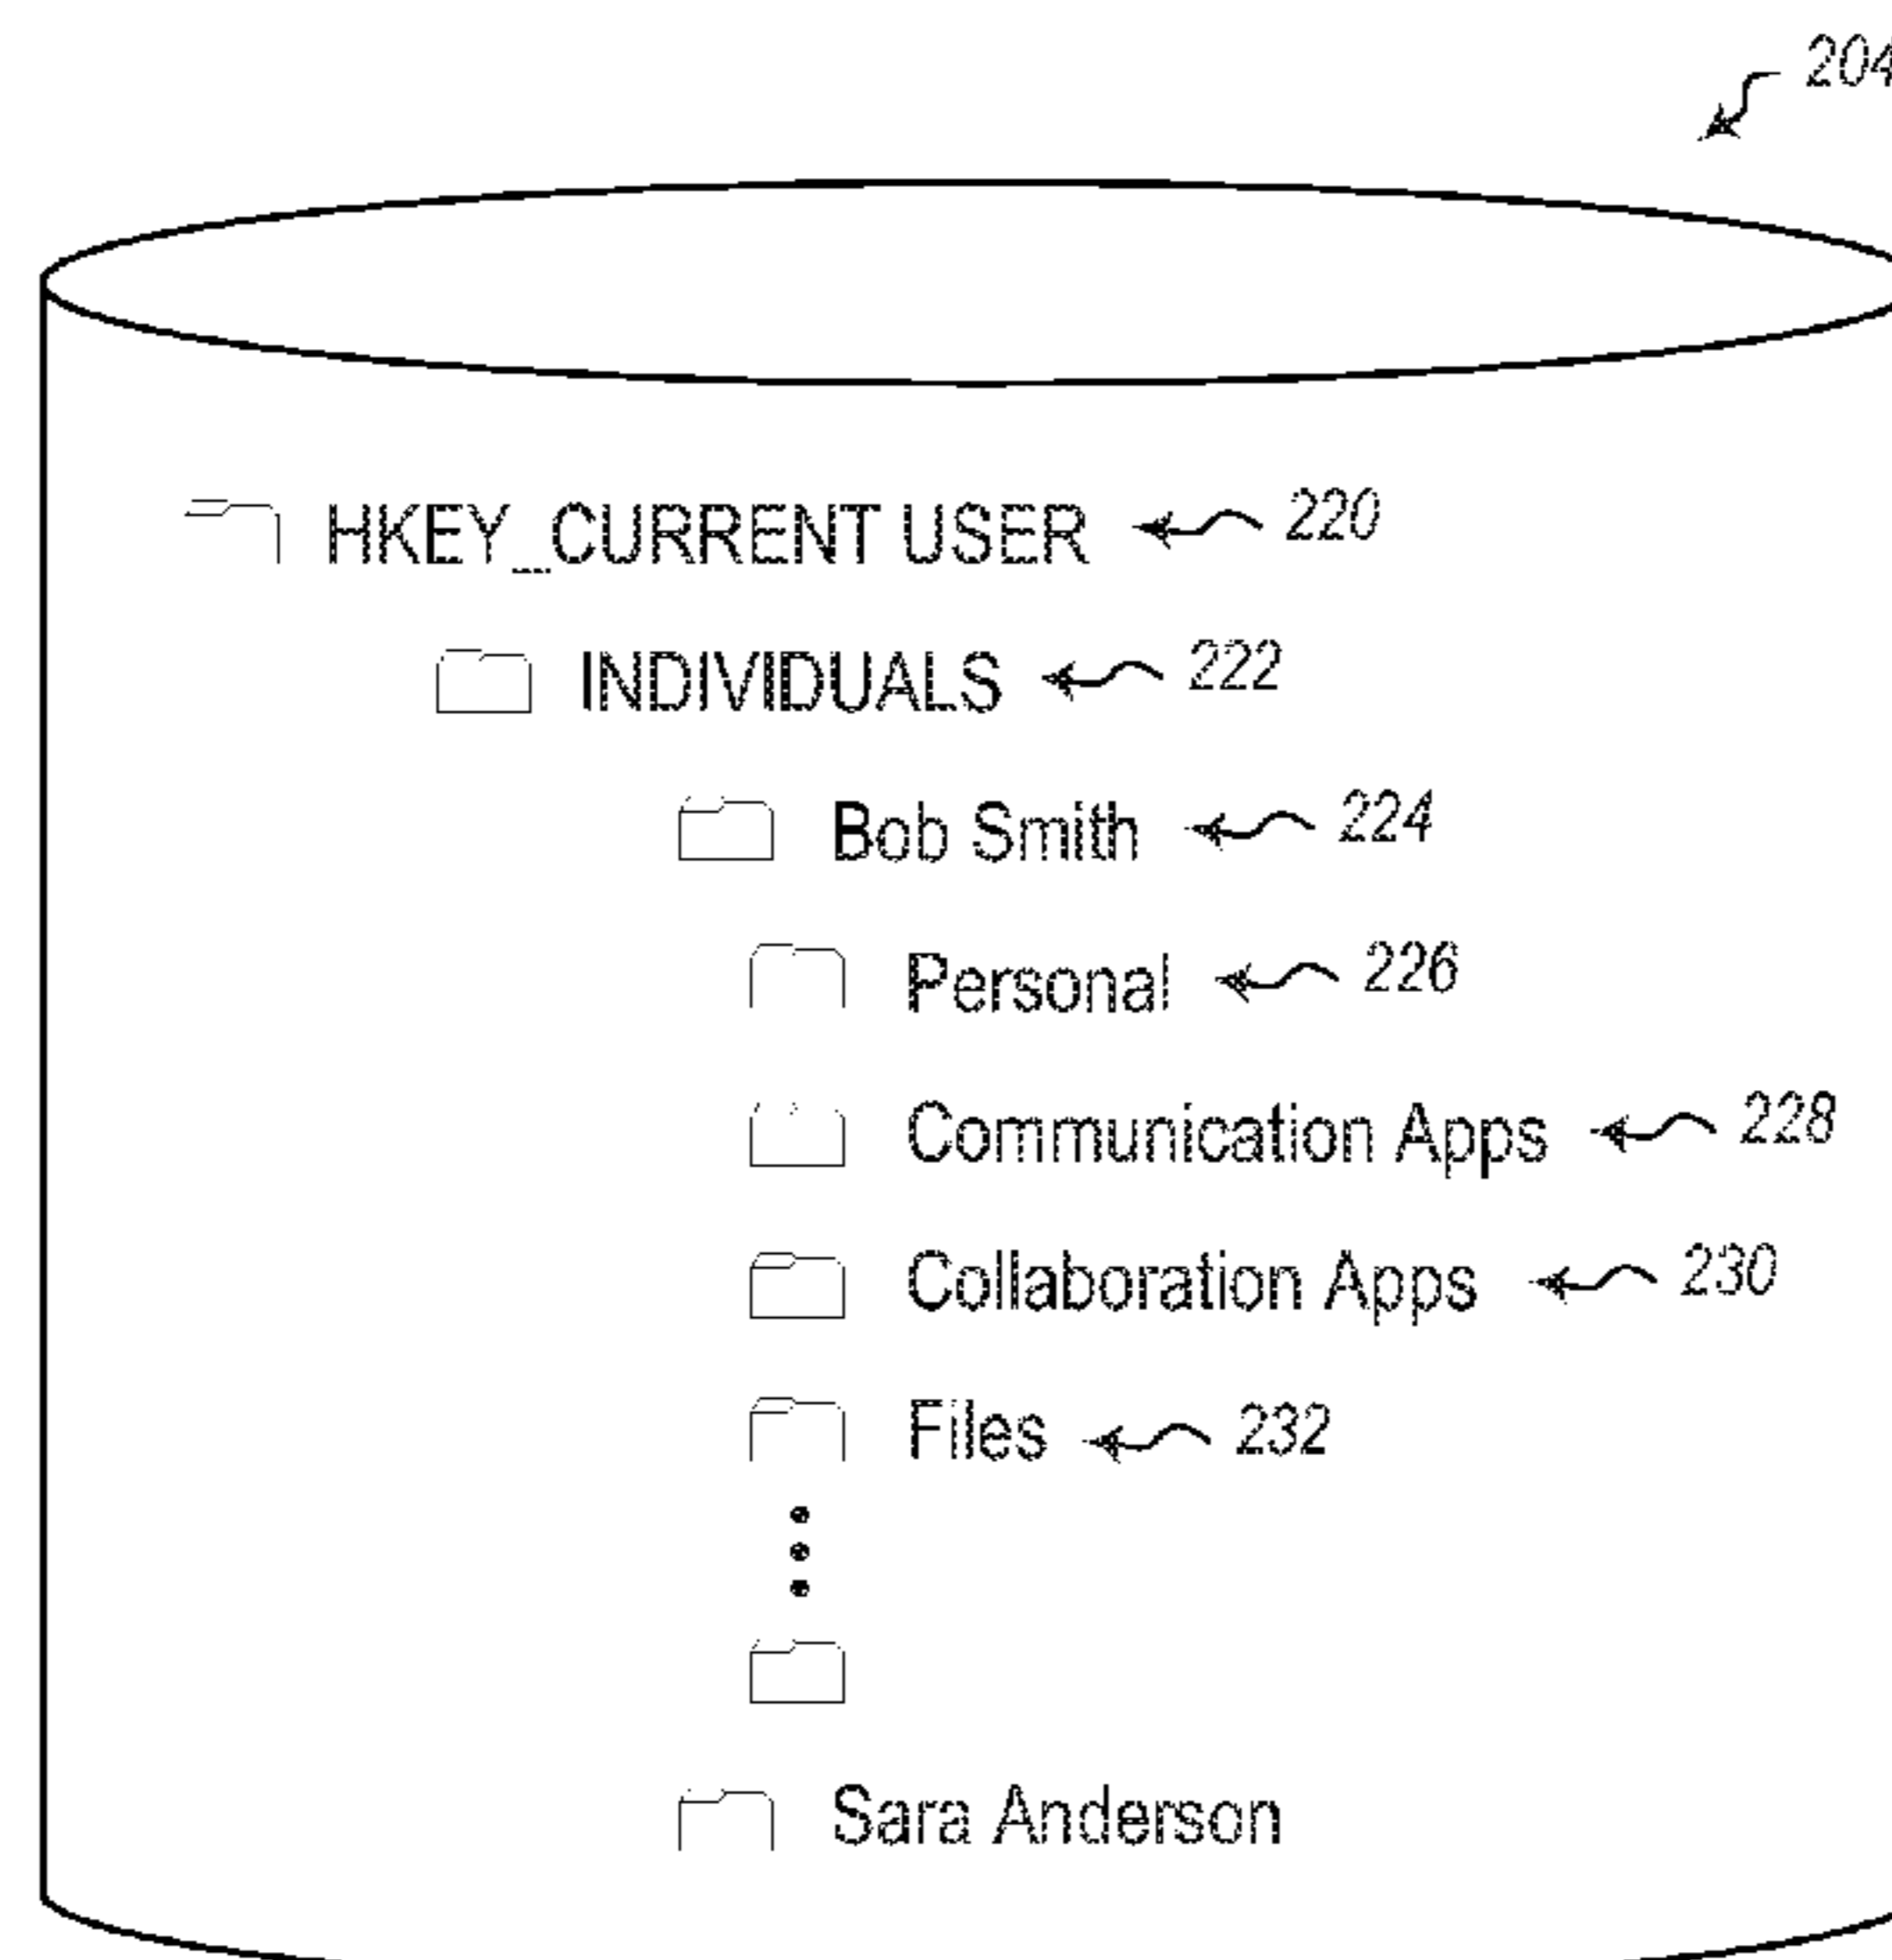 204
HKEY_CURRENT USER 220
INDIVIDUALS 222
Bob Smith 224
Personal 226
Communication Apps 228
Collaboration Apps 230
Files 232
Sara Anderson